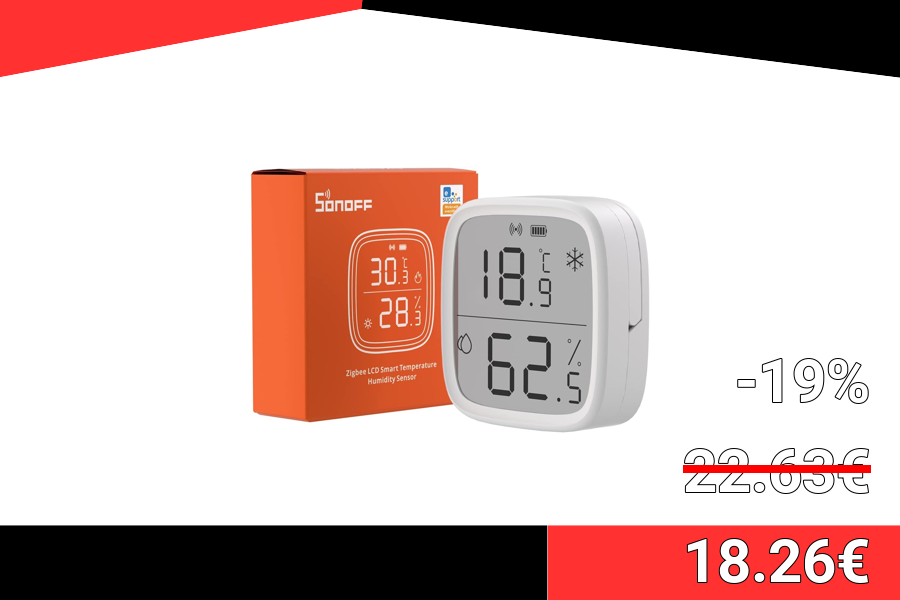 SONOFF
e
support
30.3 °C
28.3 %
Zigbee LCD Smart Temperature
Humidity Sensor
18.9 °C
62.5 %
-19%
22.63€
18.26€